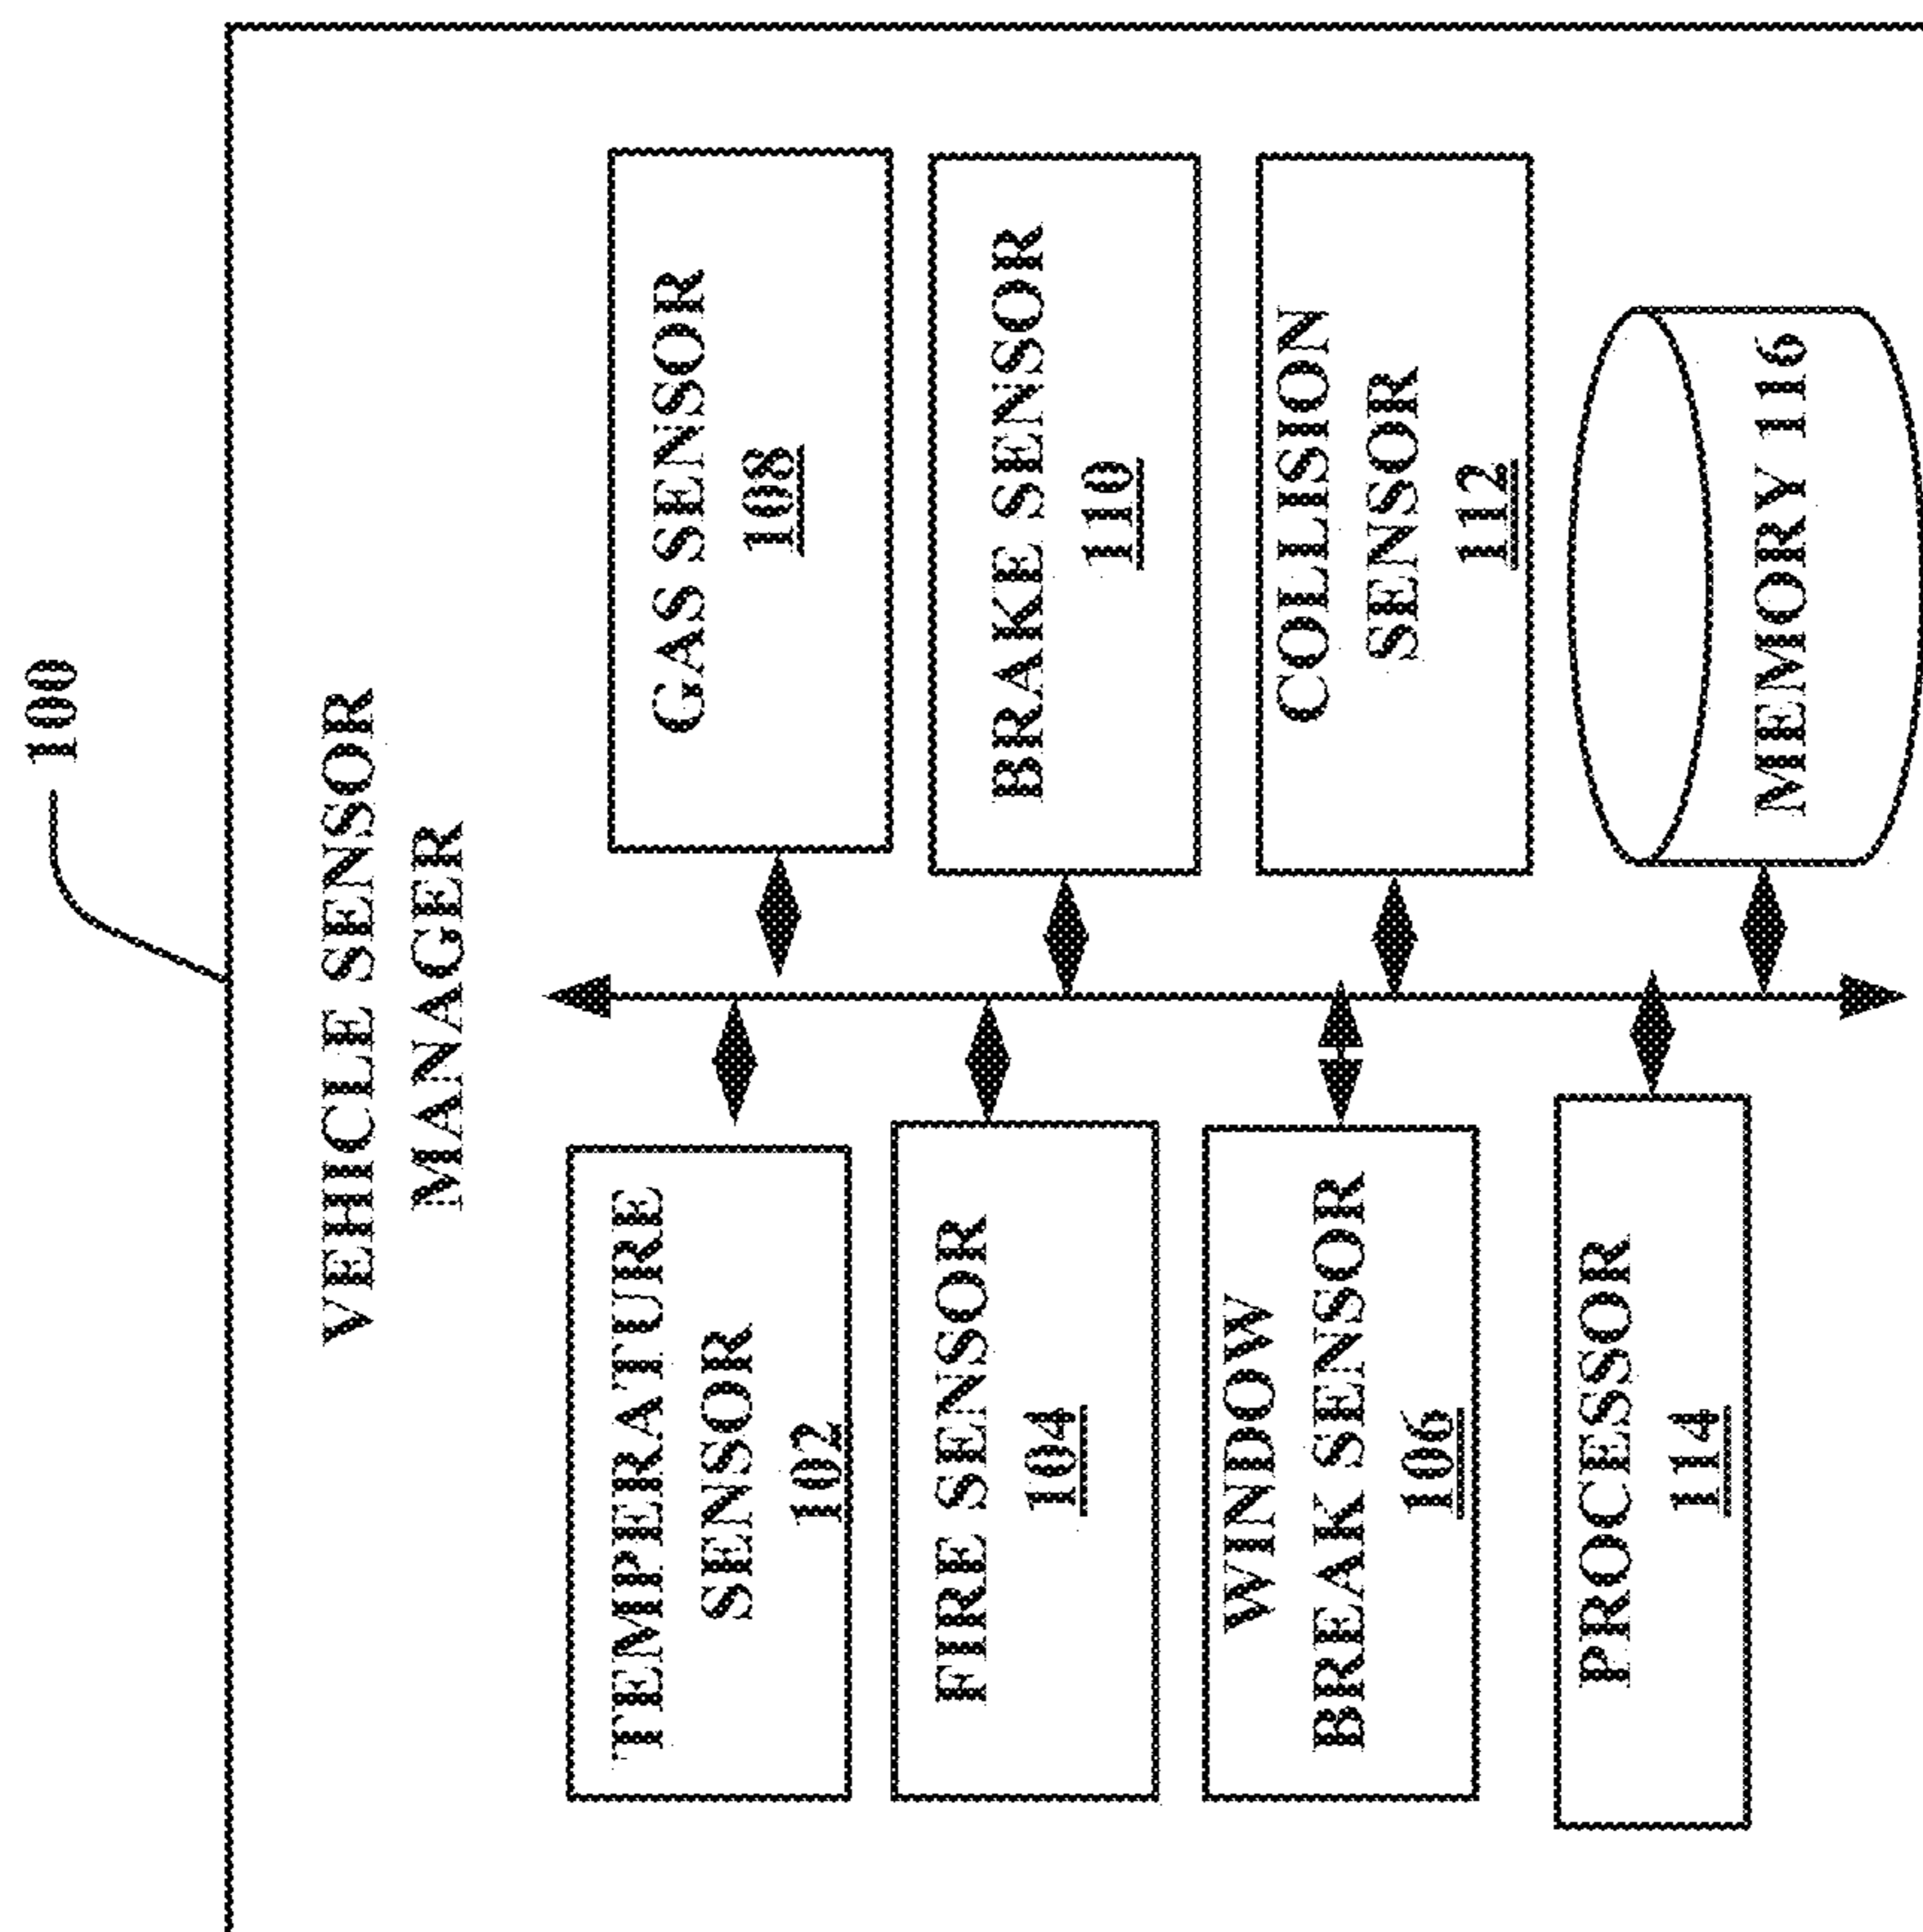 100
VEHICLE SENSOR
MANAGER
TEMPERATURE
SENSOR
102
GAS SENSOR
108
FIRE SENSOR
104
BRAKE SENSOR
110
WINDOW
BREAK SENSOR
106
COLLISION
SENSOR
112
PROCESSOR
114
MEMORY 116